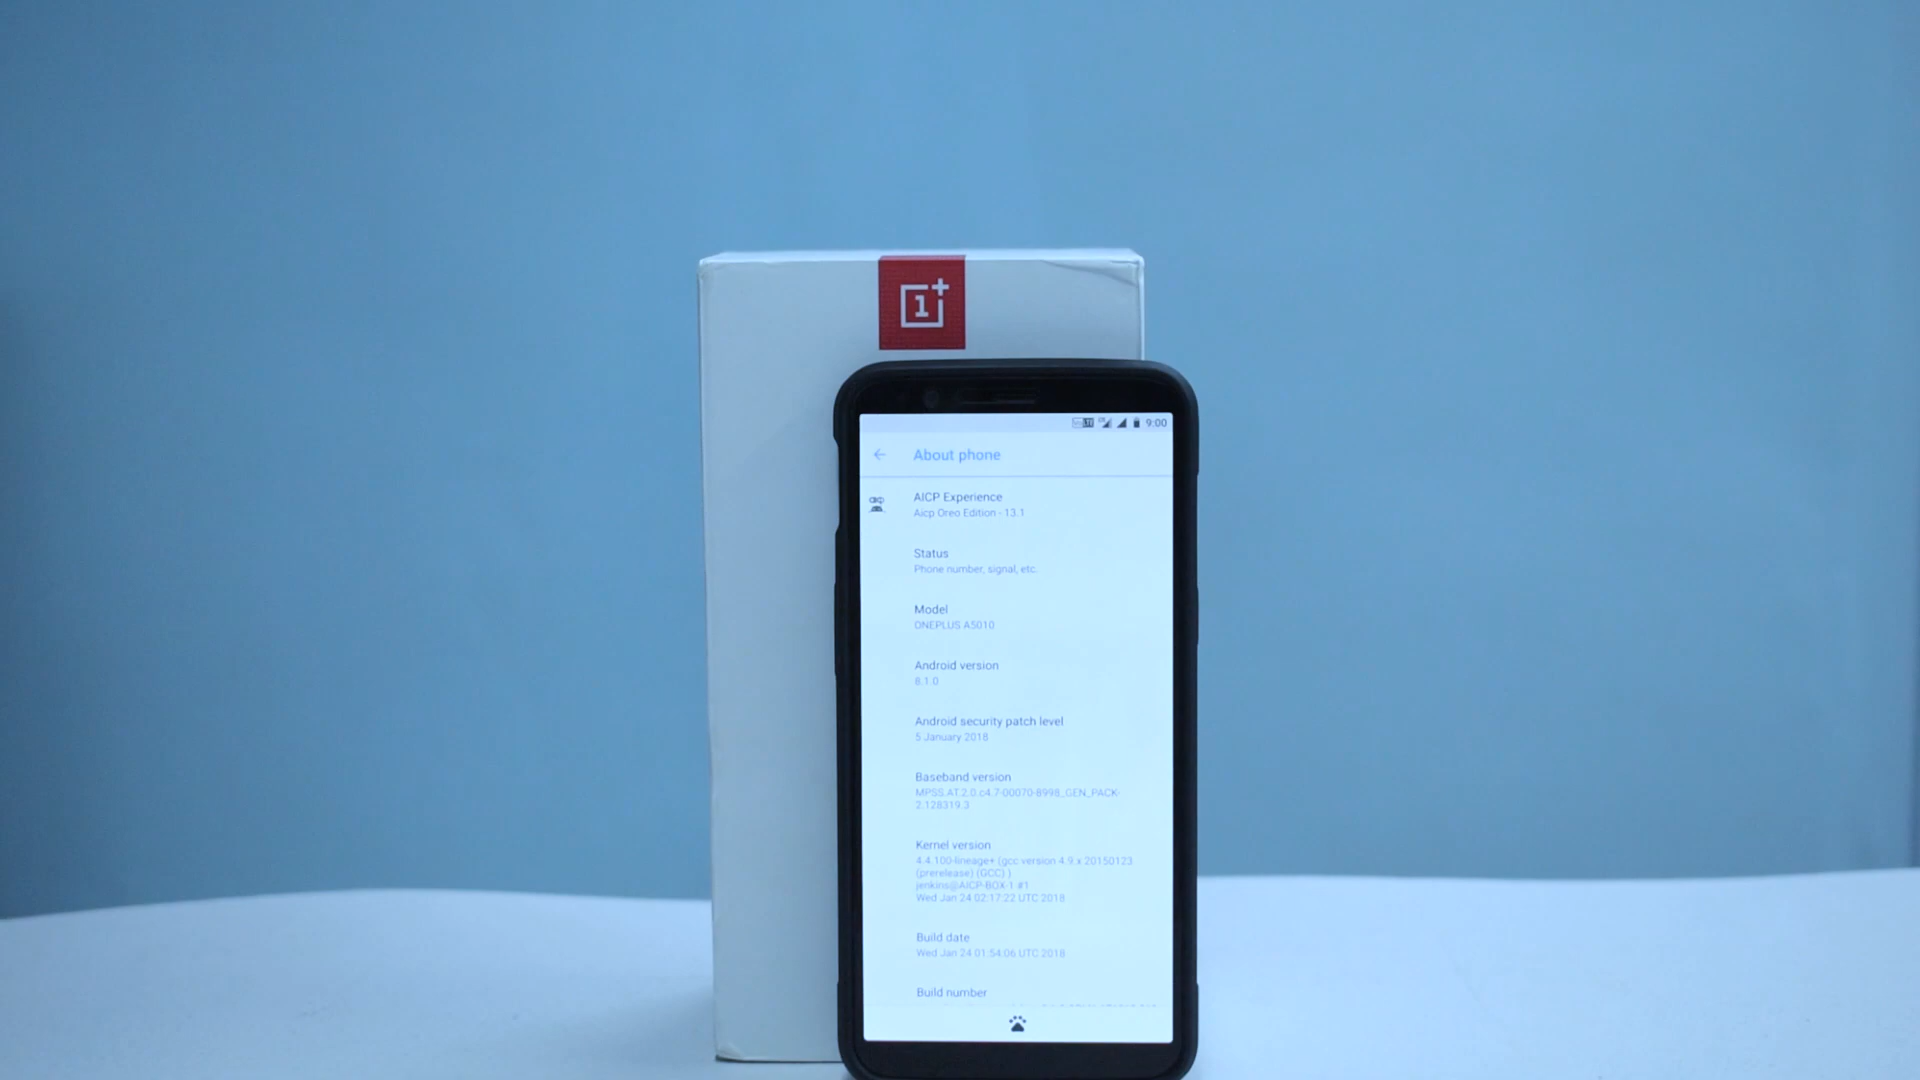 1+
9:00
About phone
AICP Experience
Aicp Oreo Edition - 13.1
Status
Phone number, signal, etc.
Model
ONEPLUS A5010
Android version
8.1.0
Android security patch level
5 January 2018
Baseband version
MPSS.AT.2.0.c4.7-00070-8998_GEN_PACK-
2.128319.3
Kernel version
4.4.100-lineage+ (gcc version 4.9.x 20150123
(prerelease) (GCC) )
jenkins@AICP-BOX-1 #1
Wed Jan 24 02:17:22 UTC 2018
Build date
Wed Jan 24 01:54:06 UTC 2018
Build number